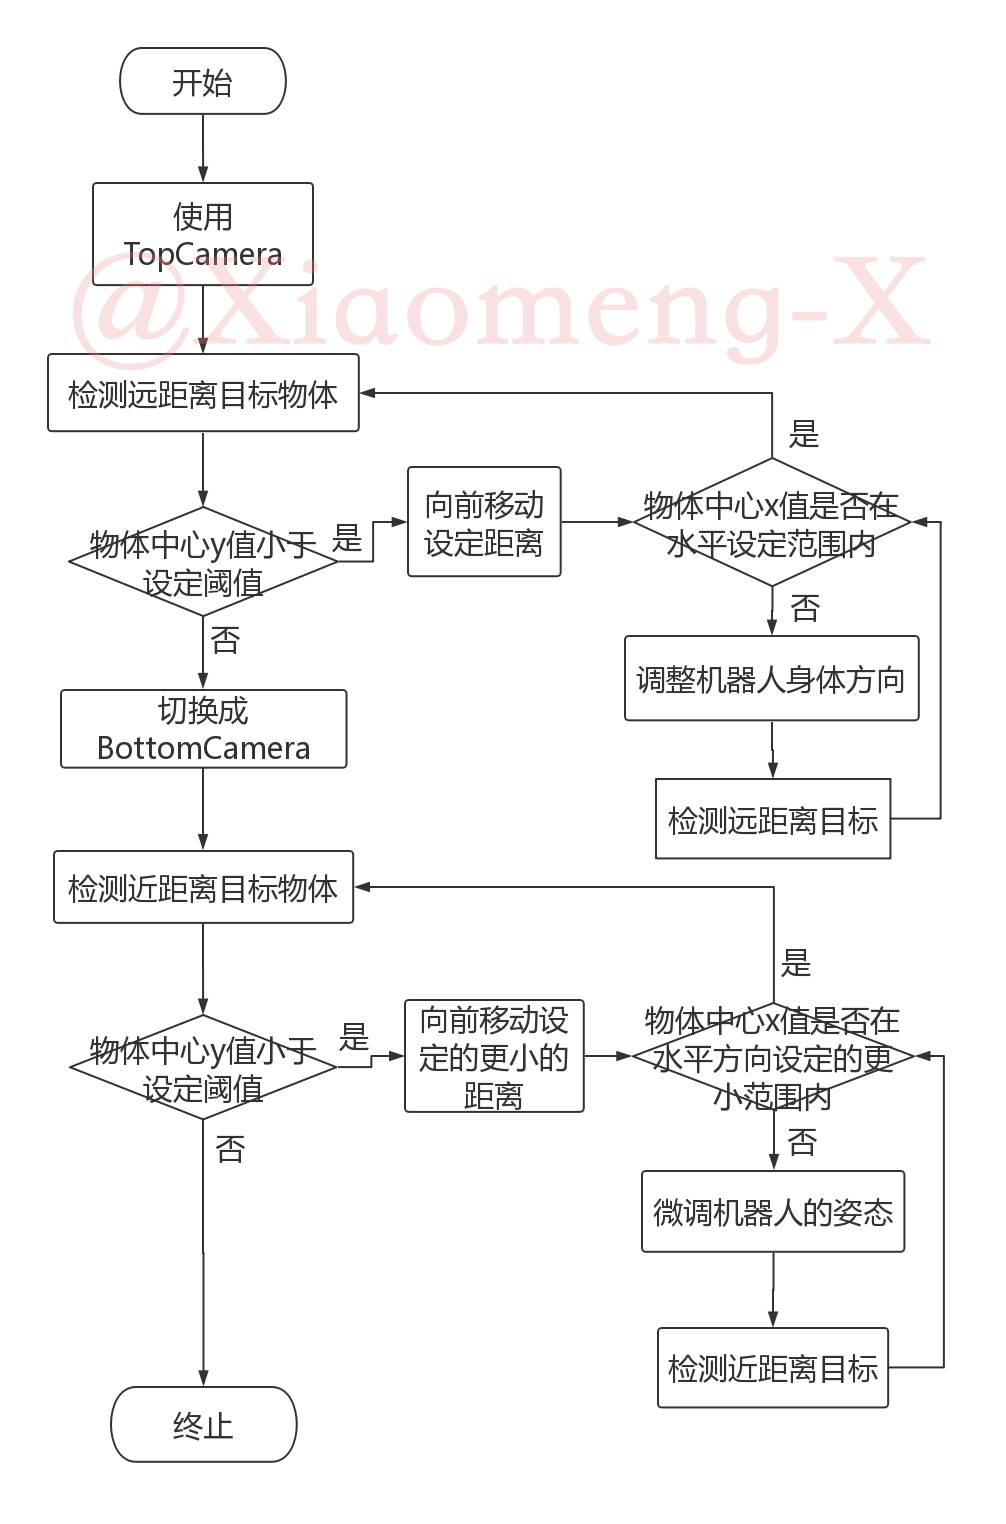 开始
使用
TopCamera
@Xiaomeng-X
检测远距离目标物体
是
物体中心y值小于
设定阈值
是
向前移动
设定距离
物体中心x值是否在
水平设定范围内
否
否
调整机器人身体方向
切换成
BottomCamera
检测远距离目标
检测近距离目标物体
是
物体中心y值小于
设定阈值
是
向前移动设
定的更小的
距离
物体中心x值是否在
水平方向设定的更
小范围内
否
否
微调机器人的姿态
检测近距离目标
终止